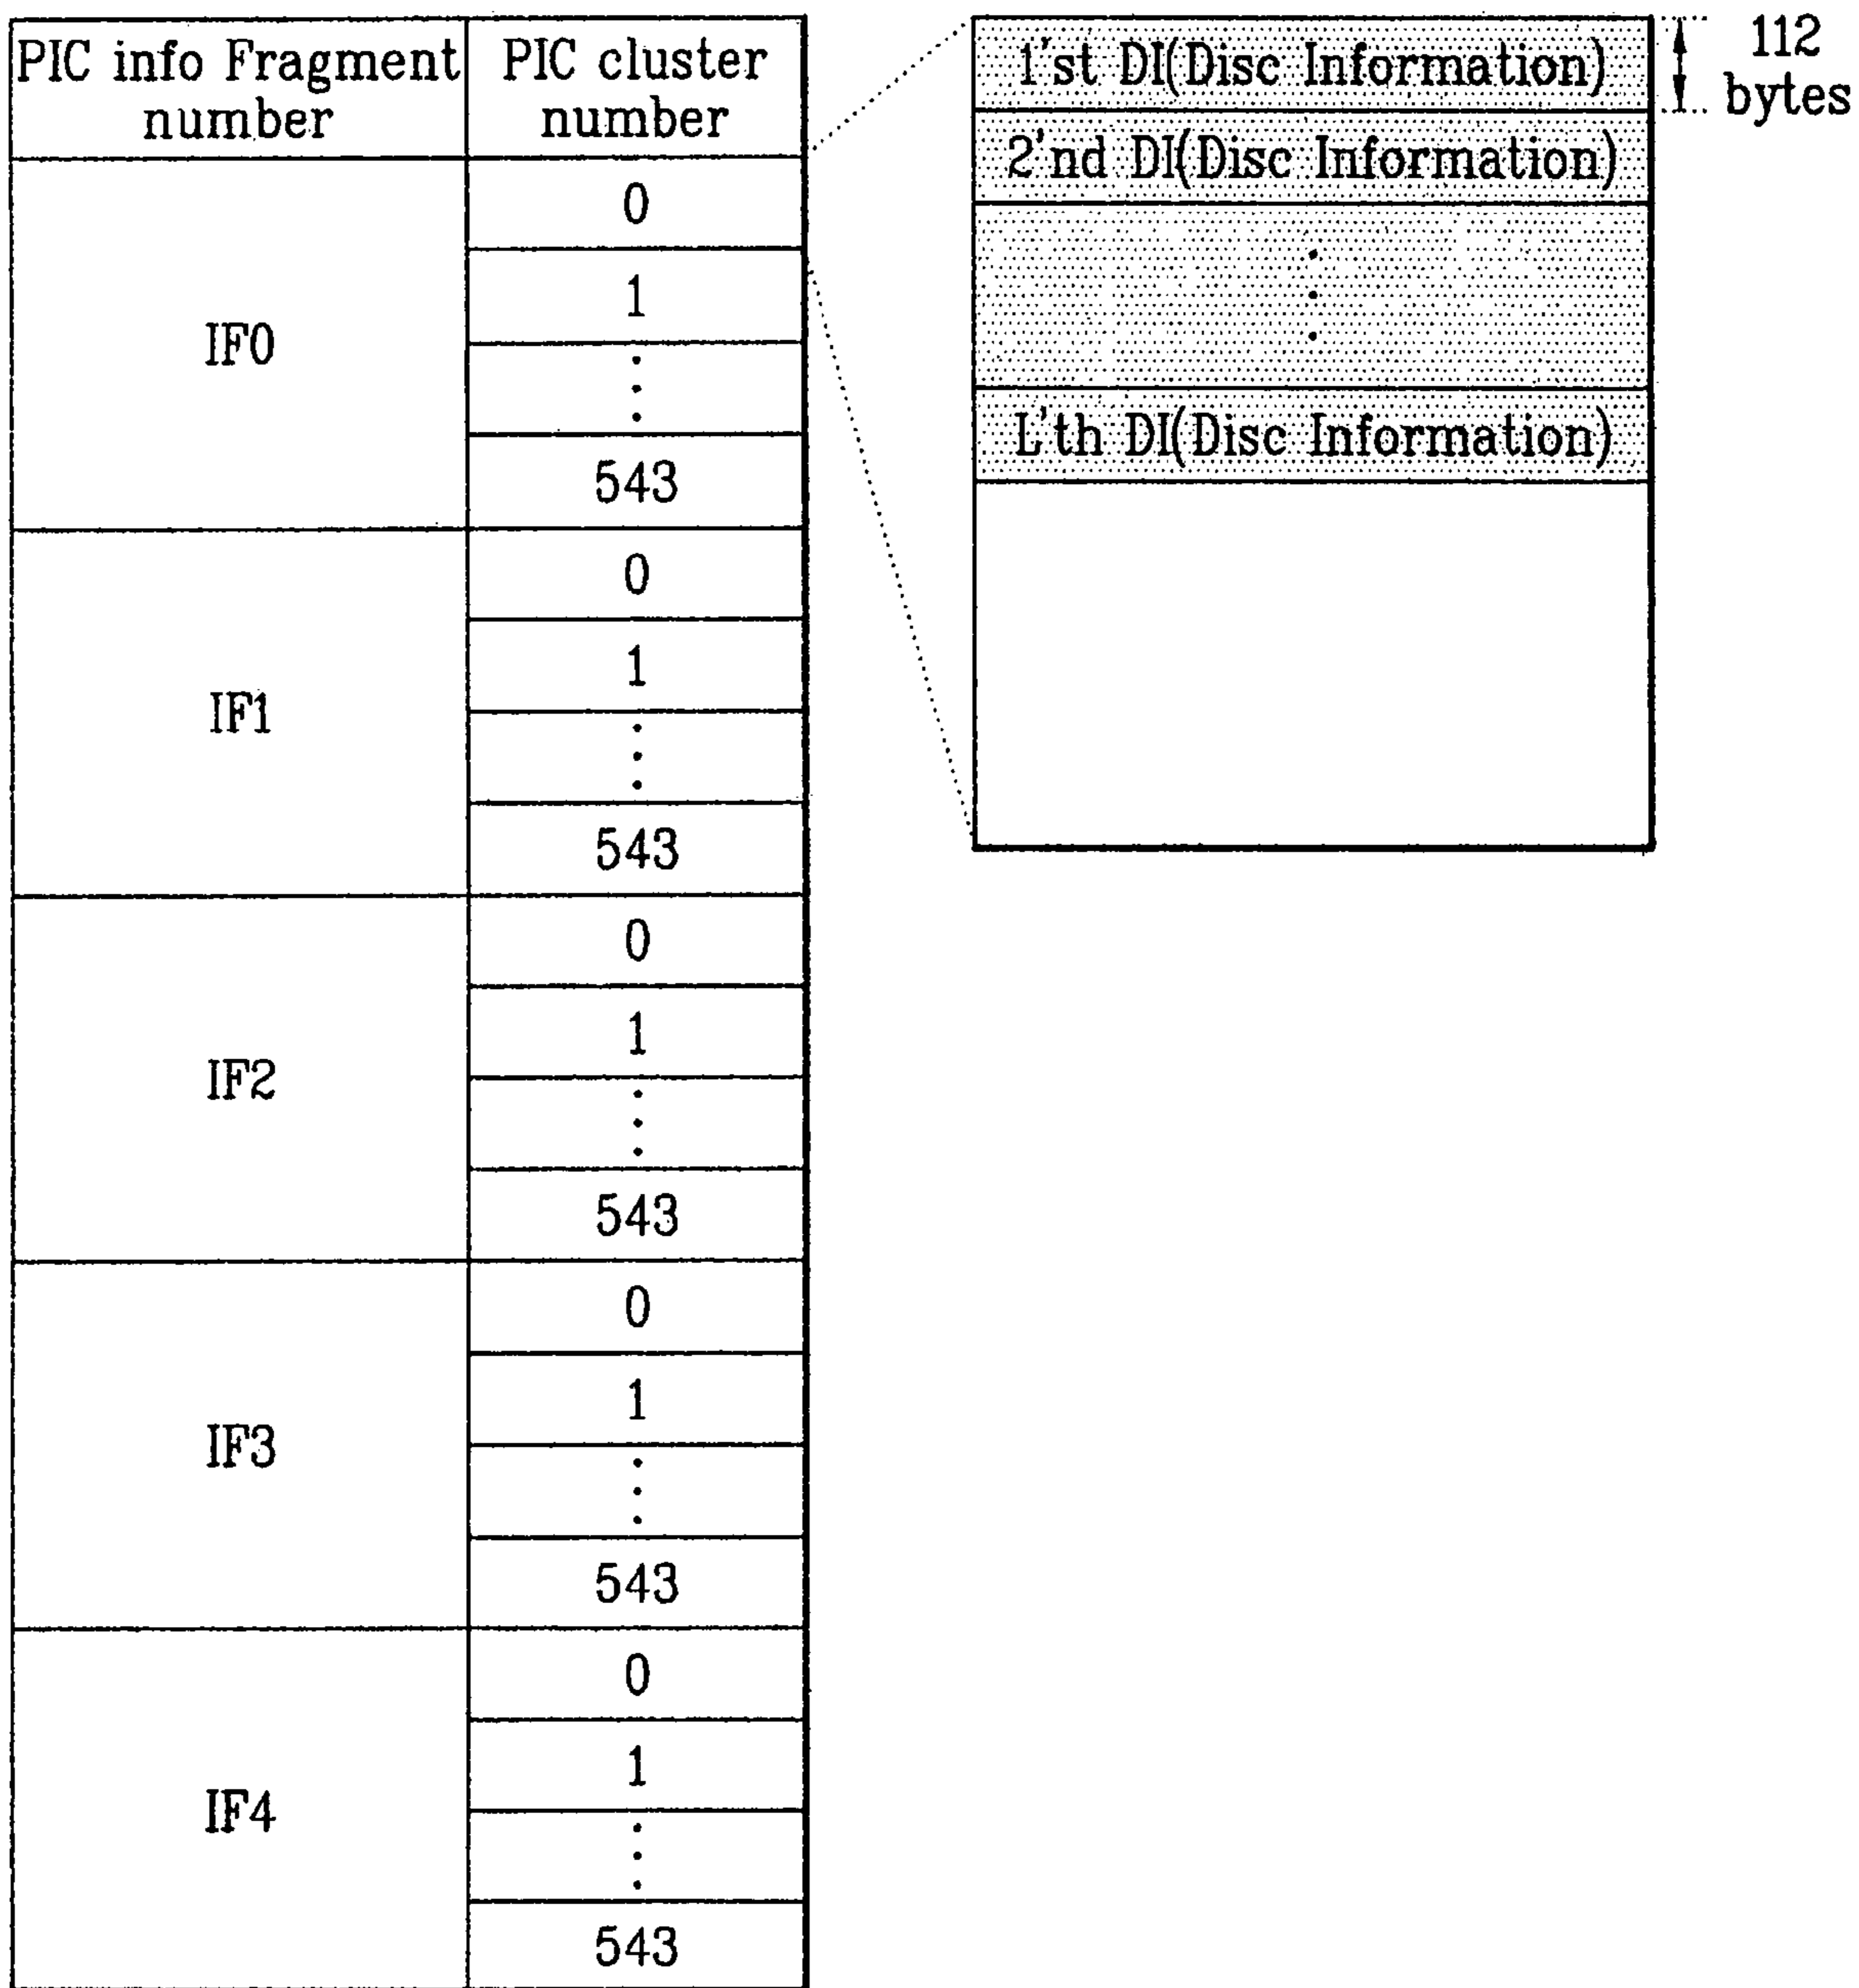 PIC info Fragment number
PIC cluster number
IF0
0
1
543
IF1
0
1
543
IF2
0
1
543
IF3
0
1
543
IF4
0
1
543
1'st DI(Disc Information)
2'nd DI(Disc Information)
L'th DI(Disc Information)
112
bytes